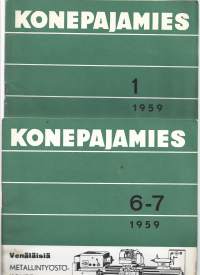 KONEPAJAMIES
1
1959
KONEPAJAMIES
6-7
1959
Venäläisiä
METALLINTYÖSTÖ-